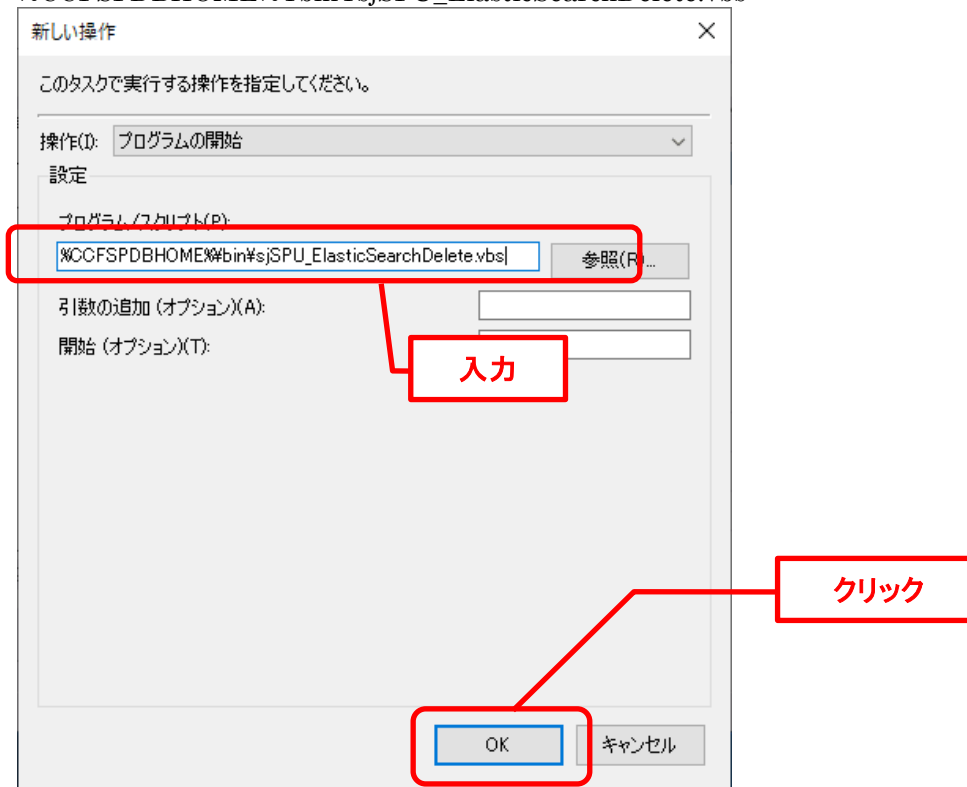 新しい操作
このタスクで実行する操作を指定してください。
操作(I): プログラムの開始
設定
プログラム/スクリプト(P):
%CCFSPDBHOME%¥bin¥sjSPU_ElasticSearchDelete.vbs 参照(R)...
引数の追加 (オプション)(A):
開始 (オプション)(T):
入力
クリック
OK キャンセル